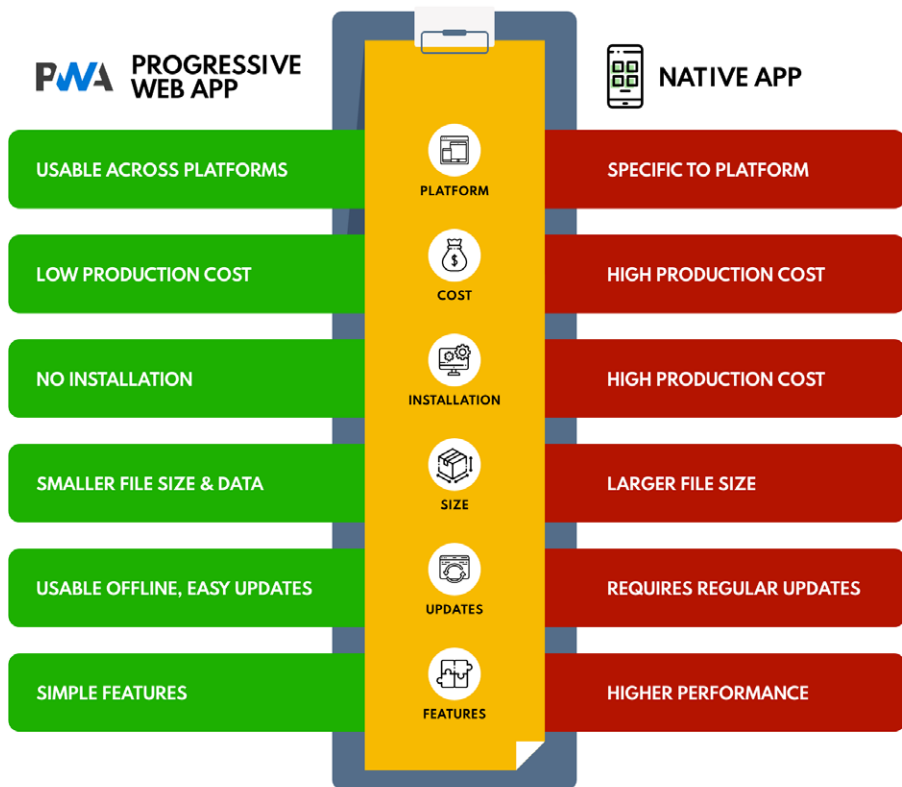 PWA PROGRESSIVE
WEB APP
NATIVE APP
USABLE ACROSS PLATFORMS
PLATFORM
SPECIFIC TO PLATFORM
LOW PRODUCTION COST
$
COST
HIGH PRODUCTION COST
NO INSTALLATION
INSTALLATION
HIGH PRODUCTION COST
SMALLER FILE SIZE & DATA
SIZE
LARGER FILE SIZE
USABLE OFFLINE, EASY UPDATES
UPDATES
REQUIRES REGULAR UPDATES
SIMPLE FEATURES
FEATURES
HIGHER PERFORMANCE